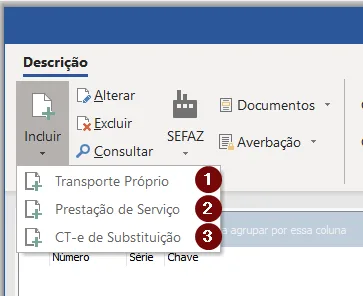 Descrição
Incluir
Alterar
Excluir
Consultar
SEFAZ
Documentos
Averbação
Transporte Próprio 1
Prestação de Serviço 2
CT-e de Substituição 3
agrupar por essa coluna
Número Série Chave